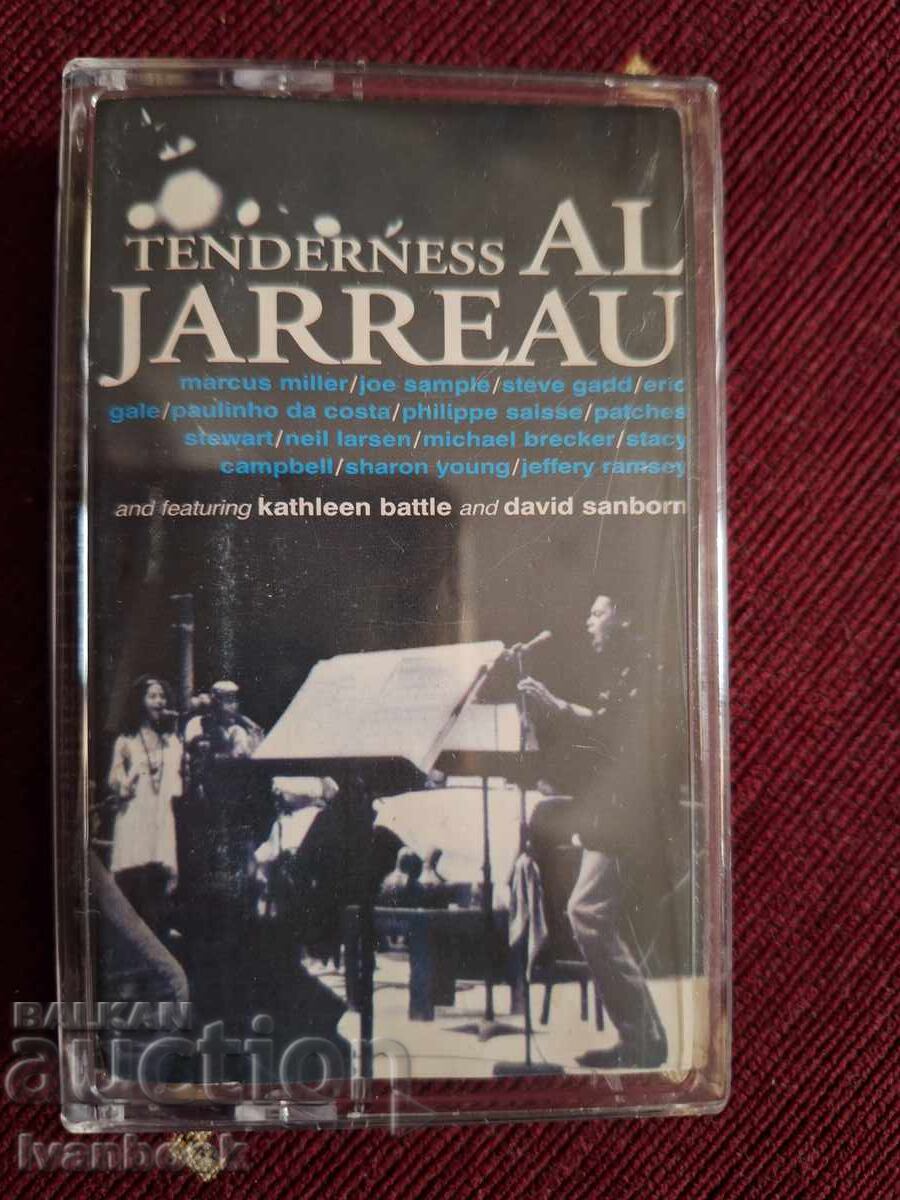 TENDERNESS AL
JARREAU
marcus miller/joe sample/steve gadd/eric
gale/paulinho da costa/philippe saisse/patches
stewart/neil larsen/michael brecker/stacy
campbell/sharon young/jeffery ramsey
and featuring kathleen battle and david sanborn
BALKAN
auction
Ivanbook